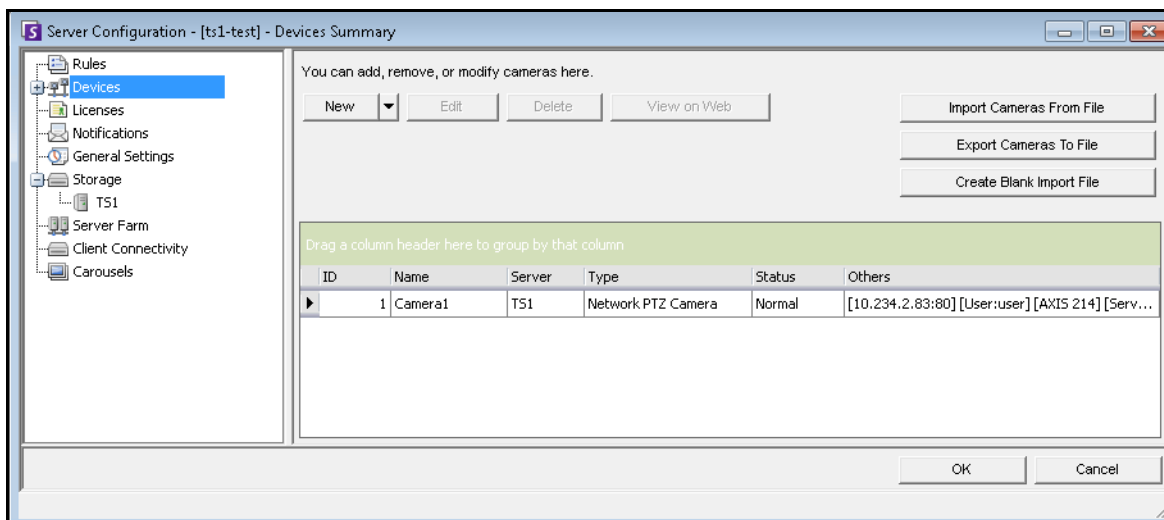 Server Configuration - [ts1-test] - Devices Summary
Rules
Devices
Licenses
Notifications
General Settings
Storage
TS1
Server Farm
Client Connectivity
Carousels
You can add, remove, or modify cameras here.
New Edit Delete View on Web
Import Cameras From File
Export Cameras To File
Create Blank Import File
Drag a column header here to group by that column
ID Name Server Type Status Others
1 Camera1 TS1 Network PTZ Camera Normal [10.234.2.83:80] [User:user] [AXIS 214] [Serv...
OK Cancel